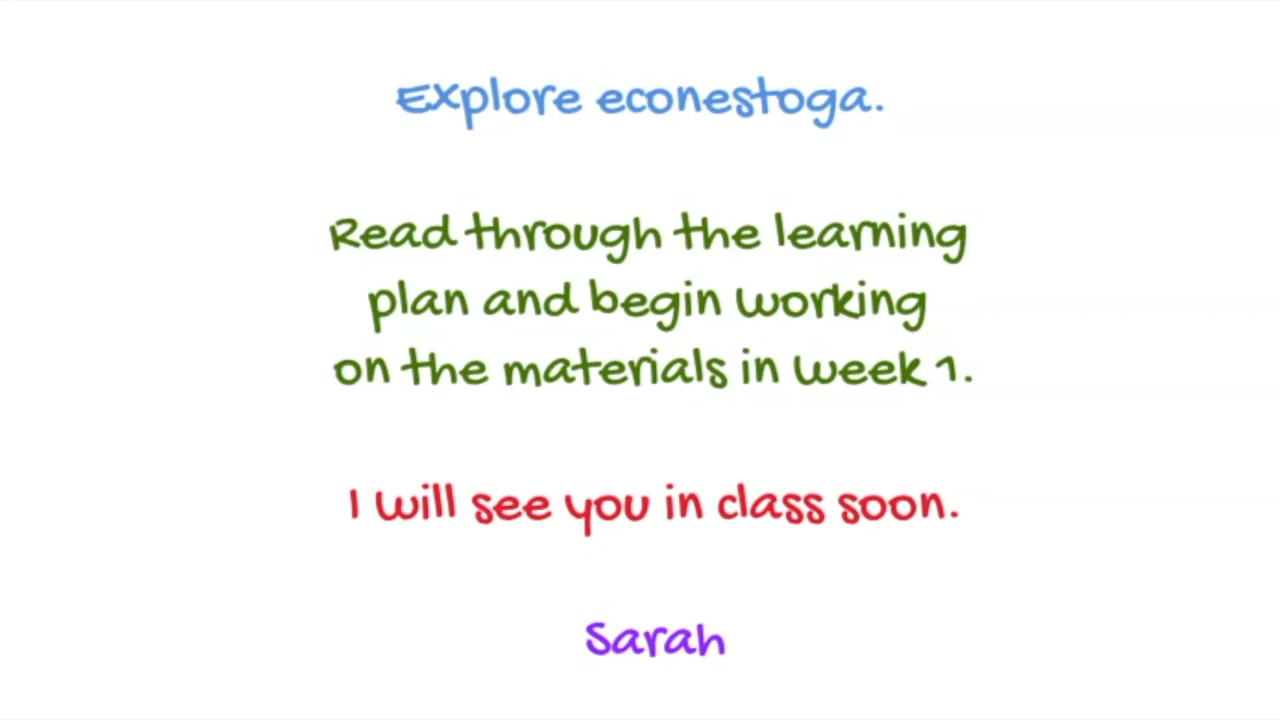 Explore econestoga.
Read through the learning
plan and begin working
on the materials in week 1.
I will see you in class soon.
Sarah